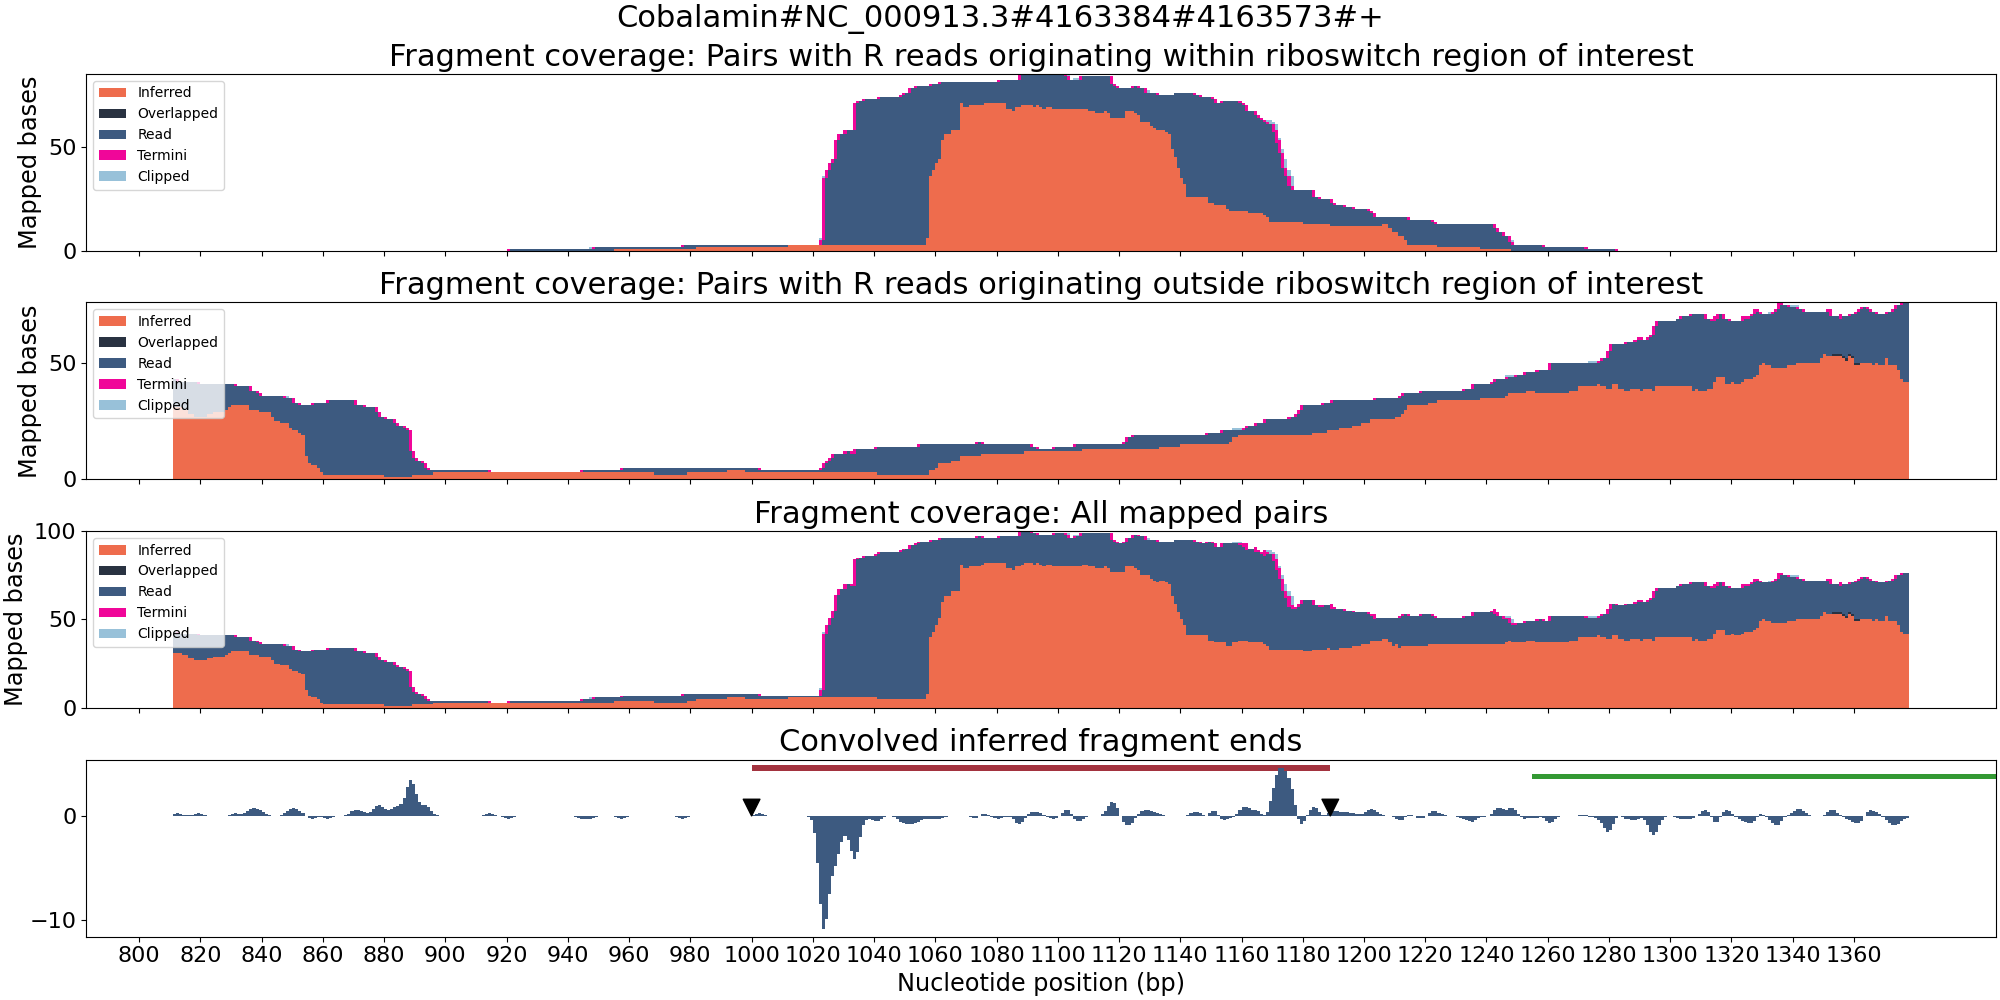 Cobalamin#NC_000913.3#4163384#4163573#+
Fragment coverage: Pairs with R reads originating within riboswitch region of interest
Mapped bases
50
0
Inferred
Overlapped
Read
Termini
Clipped
Fragment coverage: Pairs with R reads originating outside riboswitch region of interest
Mapped bases
50
0
Inferred
Overlapped
Read
Termini
Clipped
Fragment coverage: All mapped pairs
Mapped bases
100
50
0
Inferred
Overlapped
Read
Termini
Clipped
Convolved inferred fragment ends
0
−10
800 820 840 860 880 900 920 940 960 980 1000 1020 1040 1060 1080 1100 1120 1140 1160 1180 1200 1220 1240 1260 1280 1300 1320 1340 1360
Nucleotide position (bp)